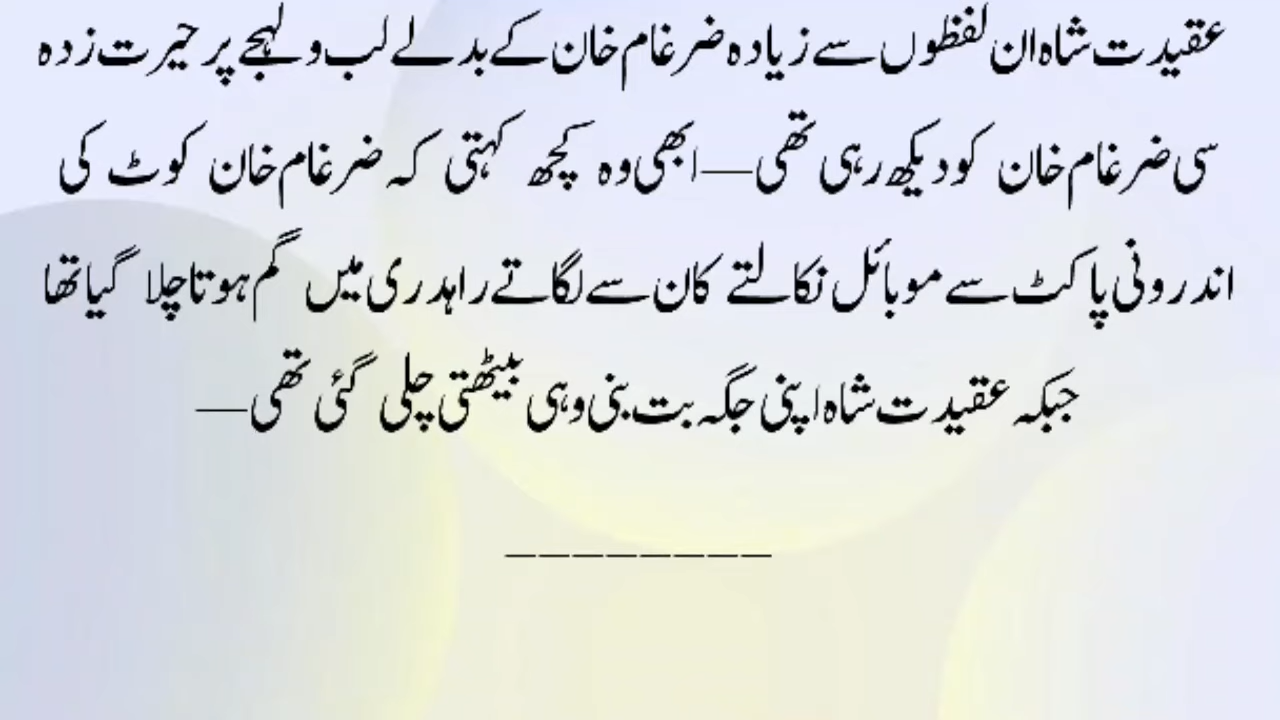 عقیدت شاہ ان لفظوں سے زیادہ ضرغام خان کے بدلے لب و لہجے پر حیرت زدہ
سی ضرغام خان کو دیکھ رہی تھی—ابھی وہ کچھ کہتی کہ ضرغام خان کوٹ کی
اندرونی پاکٹ سے موبائل نکالتے کان سے لگاتے راہدری میں گم ہوتا چلا گیا تھا
جبکہ عقیدت شاہ اپنی جگہ بت بنی وہی بیٹھتی چلی گئی تھی—
________